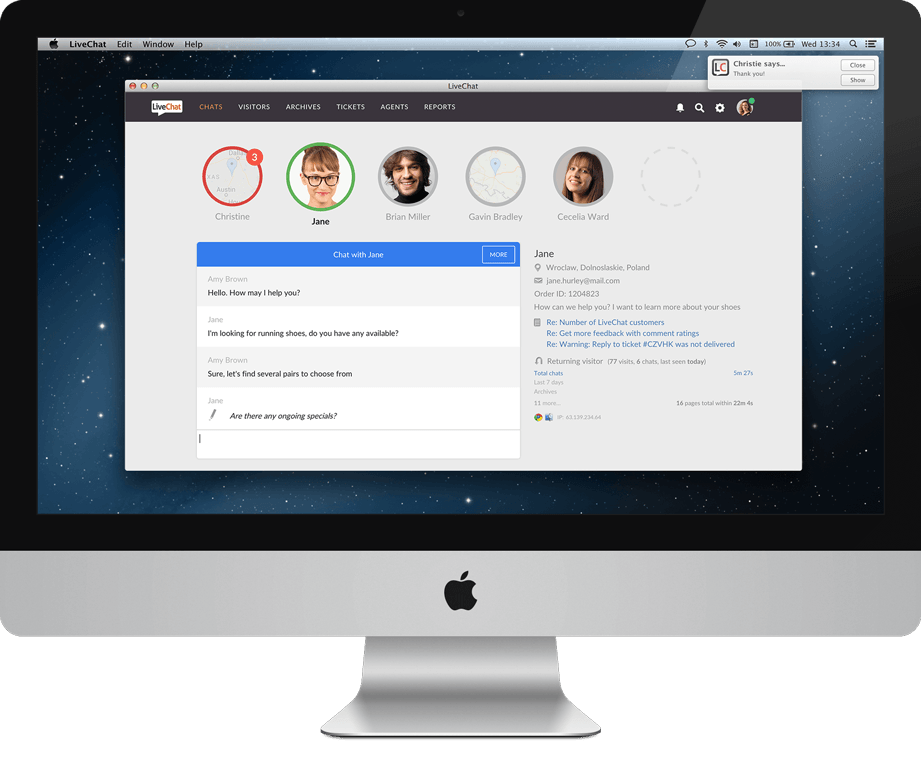 LiveChat Edit Window Help
100% Wed 13:34
LC
Christie says...
Thank you!
Close
Show
LiveChat
LiveChat CHATS VISITORS ARCHIVES TICKETS AGENTS REPORTS
3
Austin
Christine
Jane
Brian Miller
Gavin Bradley
Cecelia Ward
Chat with Jane
MORE
Amy Brown
Hello. How may I help you?
Jane
I'm looking for running shoes, do you have any available?
Amy Brown
Sure, let's find several pairs to choose from
Jane
Are there any ongoing specials?
Jane
Wroclaw, Dolnoslaskie, Poland
jane.hurley@mail.com
Order ID: 1204823
How can we help you? I want to learn more about your shoes
Re: Number of LiveChat customers
Re: Get more feedback with comment ratings
Re: Warning: Reply to ticket #CZVHK was not delivered
Returning visitor (77 visits, 6 chats, last seen today)
Total chats 5m 27s
Last 7 days
Archives
11 more... 16 pages total within 22m 4s
IP: 63.139.234.64